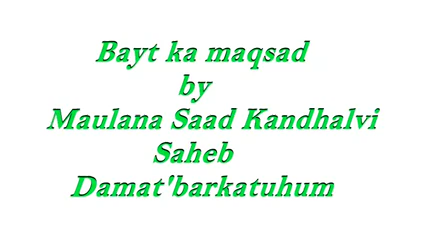 Bayt ka maqsad
by
Maulana Saad Kandhalvi
Saheb
Damat'barkatuhum